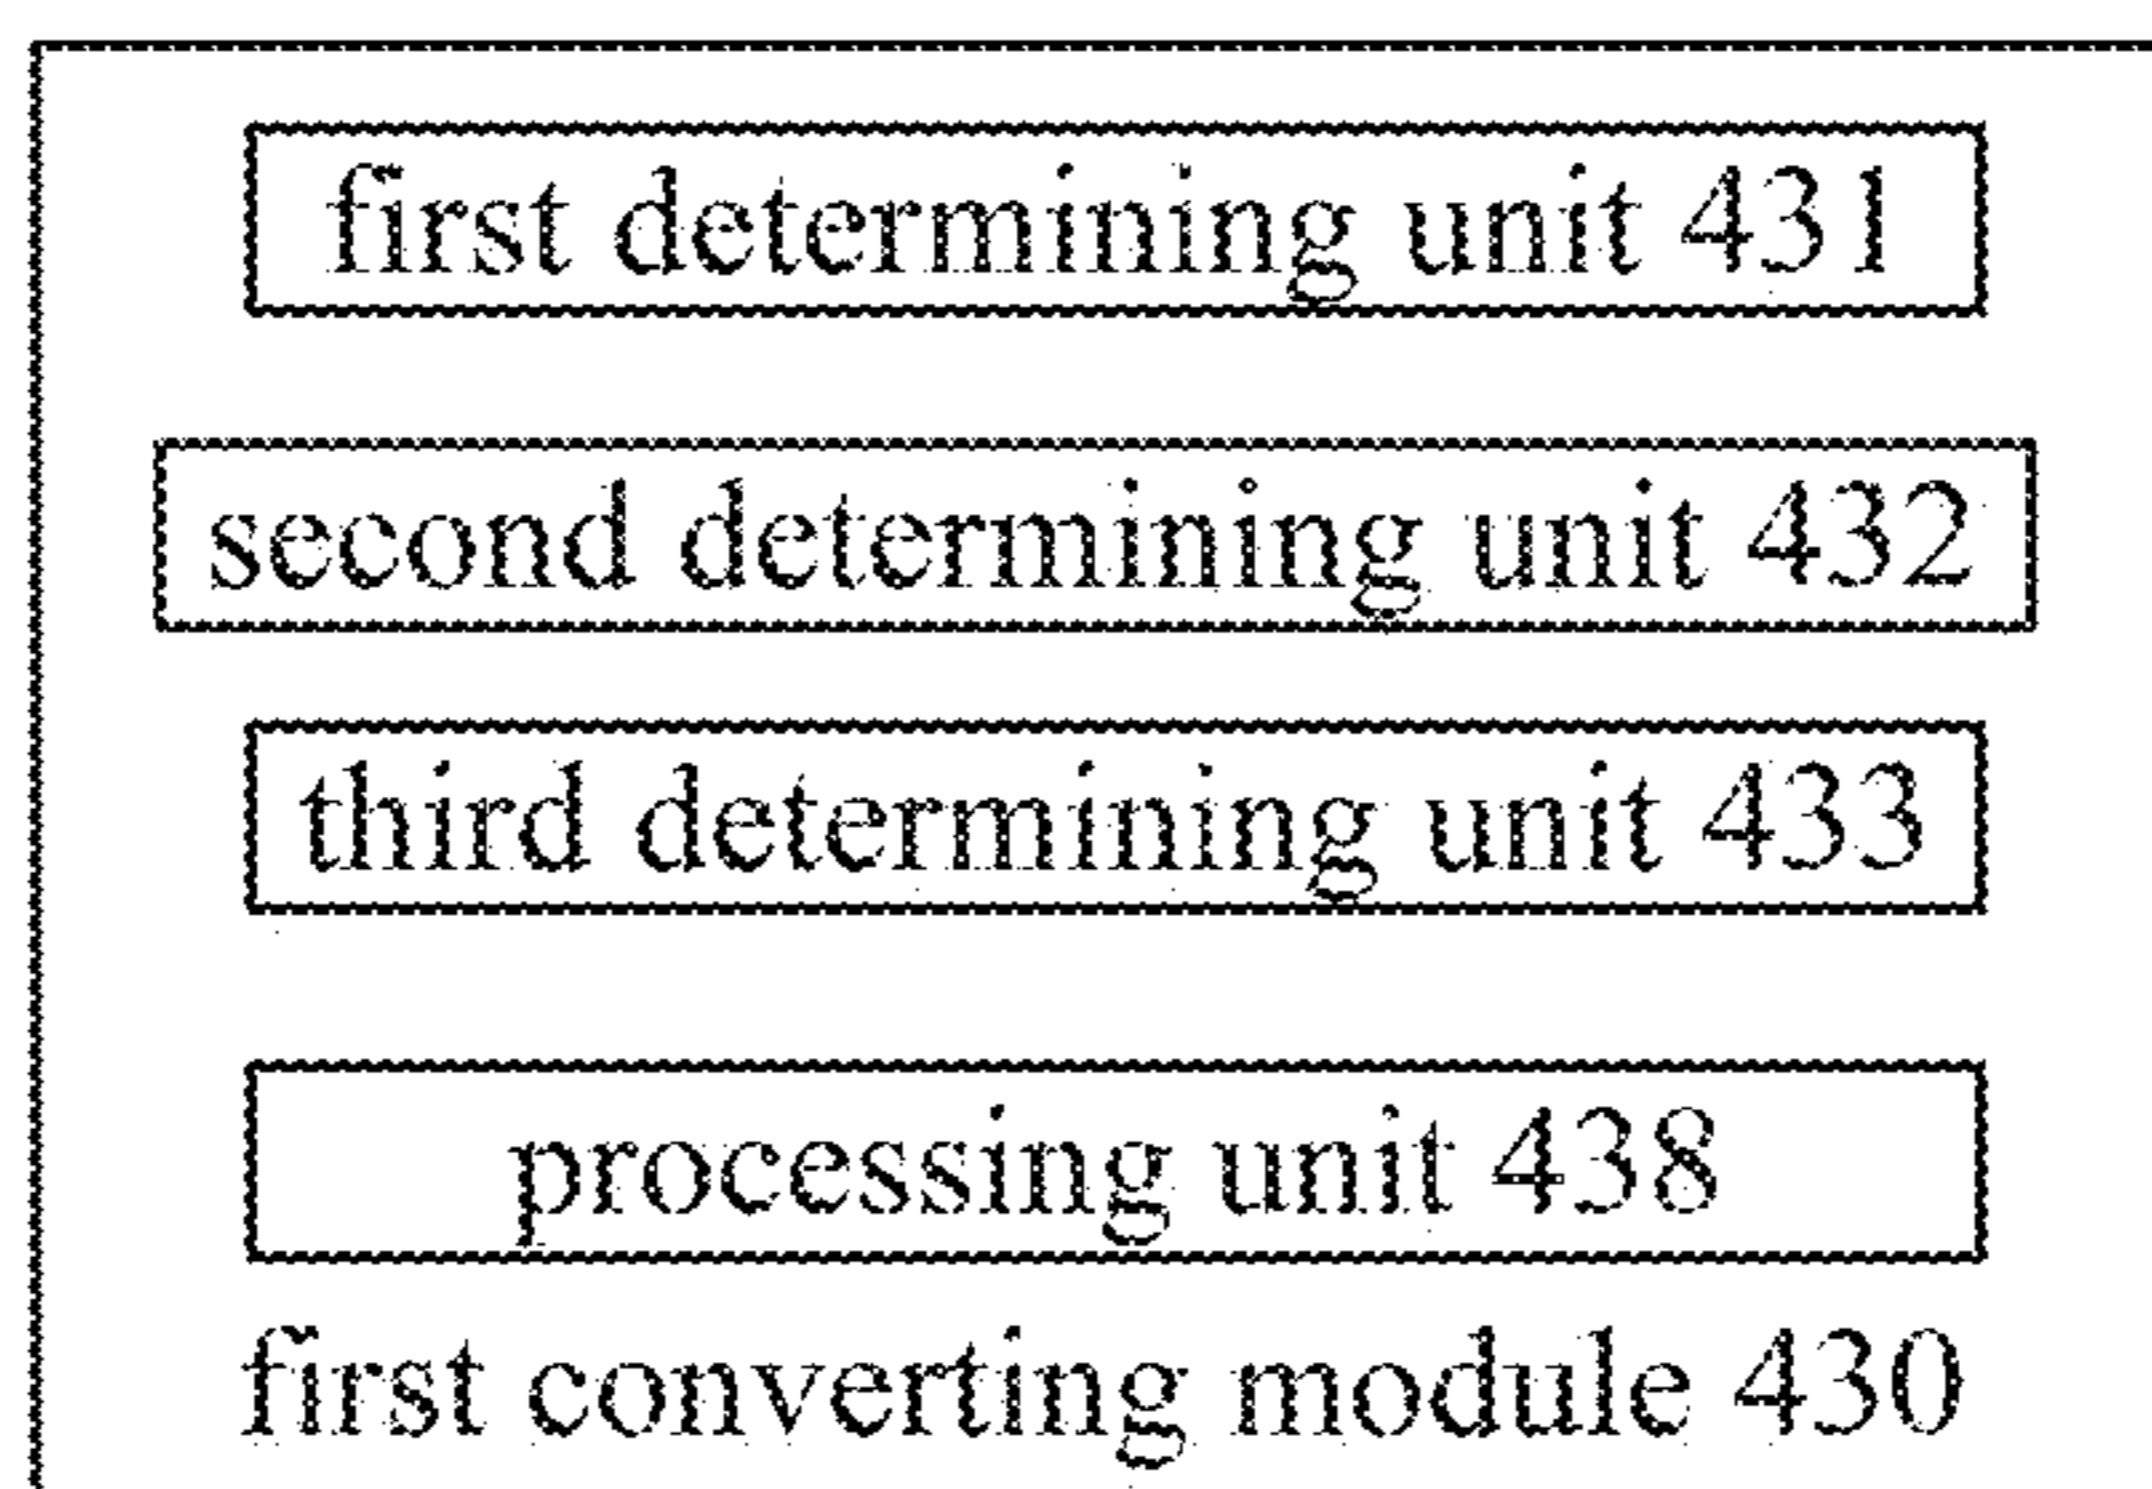 first determining unit 431
second determining unit 432
third determining unit 433
processing unit 438
first converting module 430